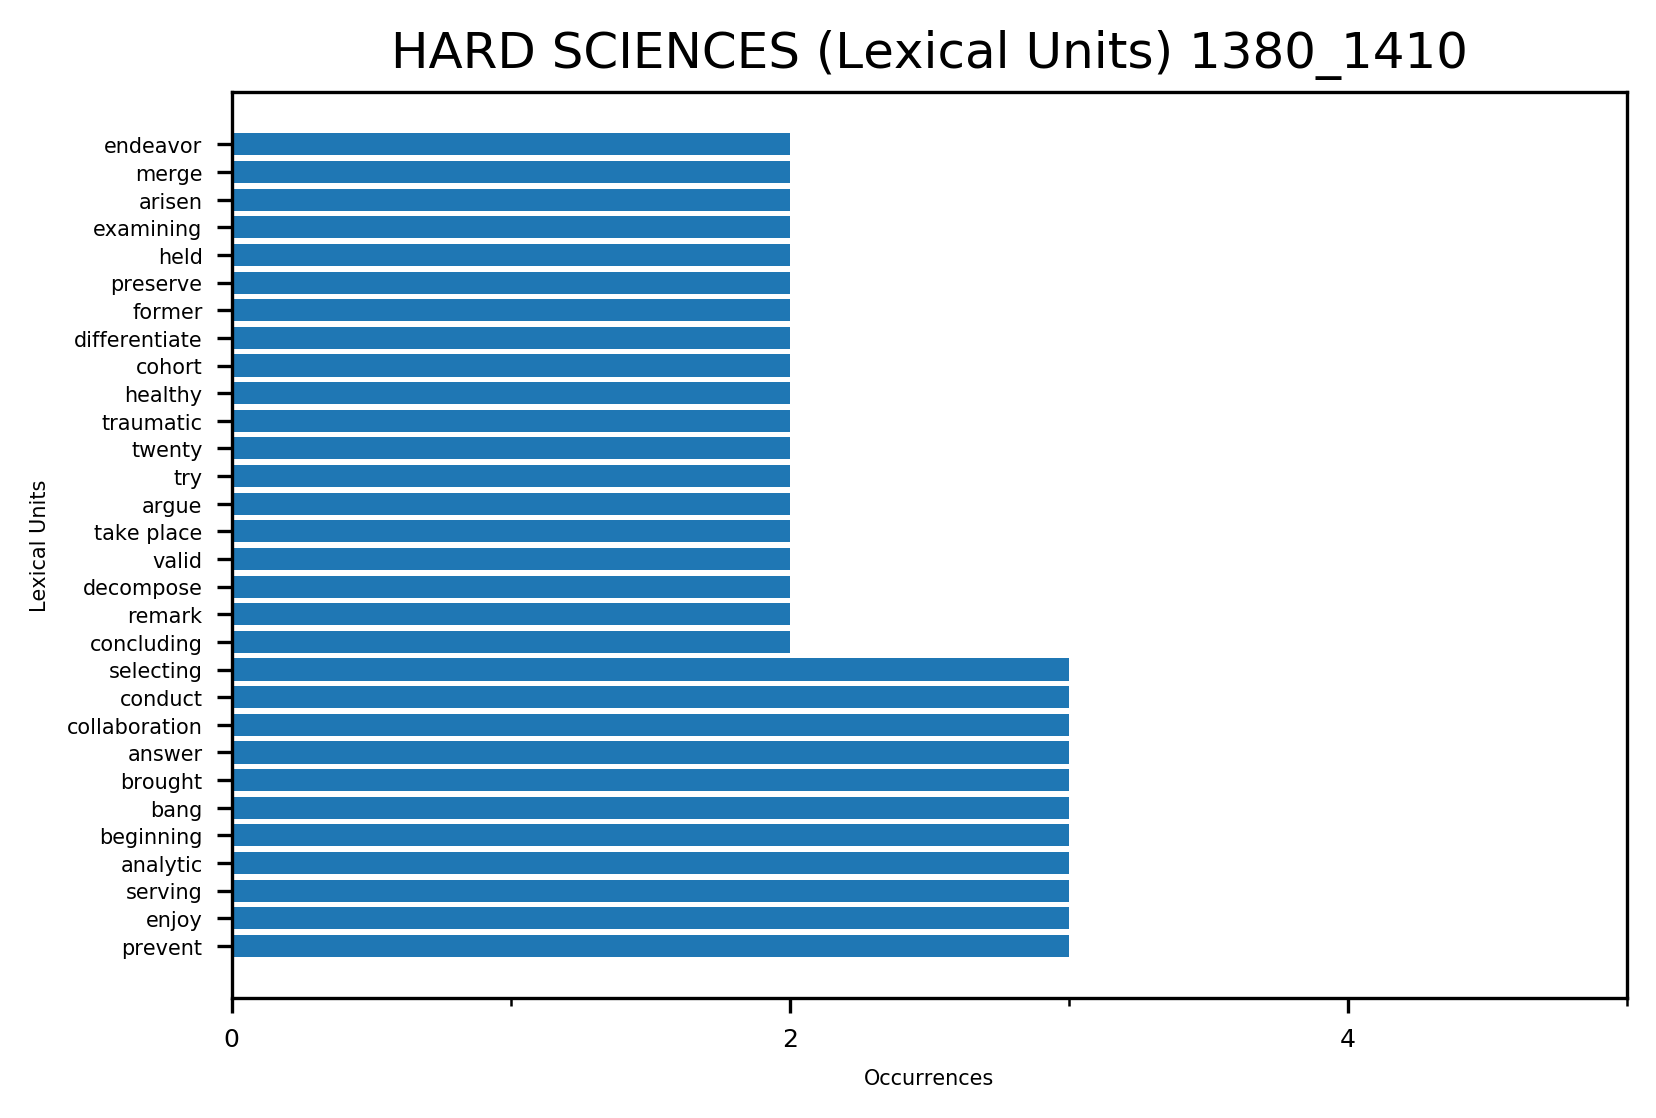 HARD SCIENCES (Lexical Units) 1380_1410
endeavor
merge
arisen
examining
held
preserve
former
differentiate
cohort
healthy
traumatic
twenty
try
argue
take place
valid
decompose
remark
concluding
selecting
conduct
collaboration
answer
brought
bang
beginning
analytic
serving
enjoy
prevent
Lexical Units
0 2 4
Occurrences